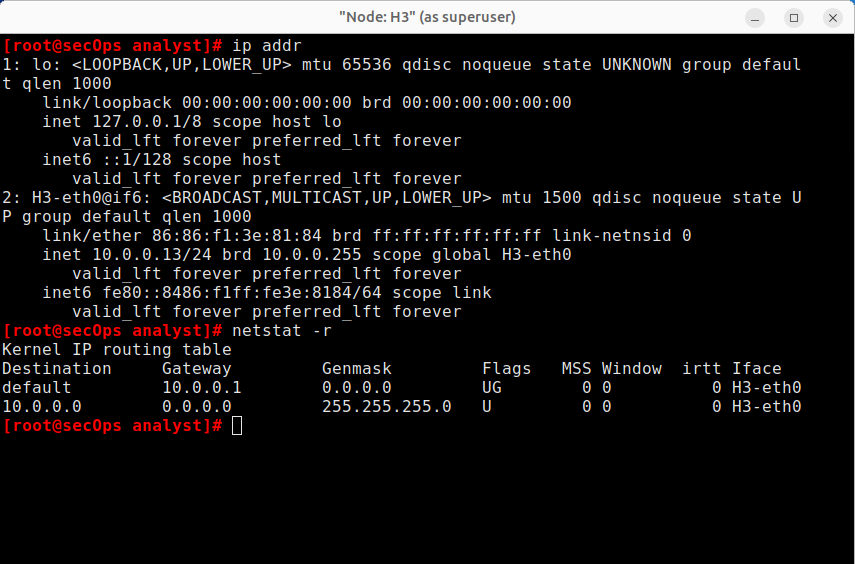 "Node: H3" (as superuser)
[root@secOps analyst]# ip addr
1: lo: <LOOPBACK,UP,LOWER_UP> mtu 65536 qdisc noqueue state UNKNOWN group defaul
t qlen 1000
    link/loopback 00:00:00:00:00:00 brd 00:00:00:00:00:00
    inet 127.0.0.1/8 scope host lo
       valid_lft forever preferred_lft forever
    inet6 ::1/128 scope host
       valid_lft forever preferred_lft forever
2: H3-eth0@if6: <BROADCAST,MULTICAST,UP,LOWER_UP> mtu 1500 qdisc noqueue state U
P group default qlen 1000
    link/ether 86:86:f1:3e:81:84 brd ff:ff:ff:ff:ff:ff link-netnsid 0
    inet 10.0.0.13/24 brd 10.0.0.255 scope global H3-eth0
       valid_lft forever preferred_lft forever
    inet6 fe80::8486:f1ff:fe3e:8184/64 scope link
       valid_lft forever preferred_lft forever
[root@secOps analyst]# netstat -r
Kernel IP routing table
Destination     Gateway         Genmask         Flags   MSS Window  irtt Iface
default         10.0.0.1        0.0.0.0         UG        0 0          0 H3-eth0
10.0.0.0        0.0.0.0         255.255.255.0   U         0 0          0 H3-eth0
[root@secOps analyst]#